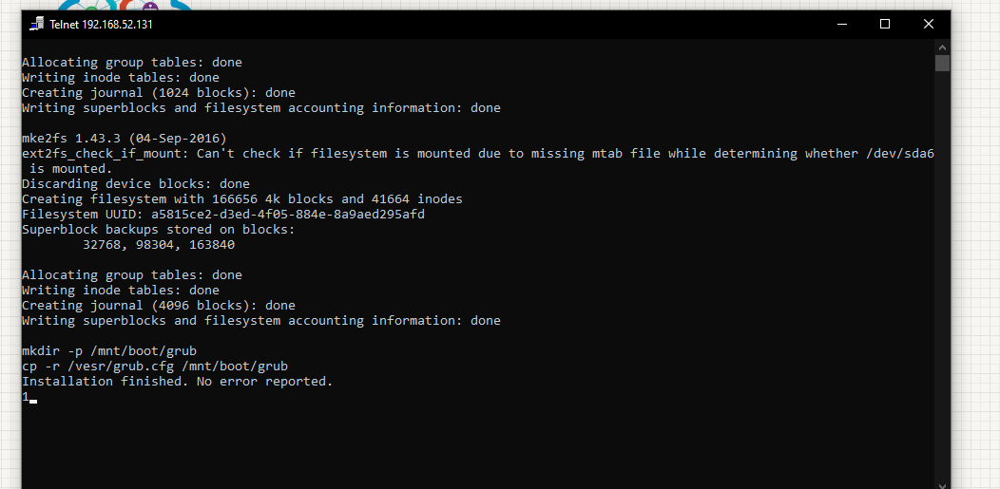 Telnet 192.168.52.131
Allocating group tables: done
Writing inode tables: done
Creating journal (1024 blocks): done
Writing superblocks and filesystem accounting information: done
mke2fs 1.43.3 (04-Sep-2016)
ext2fs_check_if_mount: Can't check if filesystem is mounted due to missing mtab file while determining whether /dev/sda6
is mounted.
Discarding device blocks: done
Creating filesystem with 166656 4k blocks and 41664 inodes
Filesystem UUID: a5815ce2-d3ed-4f05-884e-8a9aed295afd
Superblock backups stored on blocks:
32768, 98304, 163840
Allocating group tables: done
Writing inode tables: done
Creating journal (4096 blocks): done
Writing superblocks and filesystem accounting information: done
mkdir -p /mnt/boot/grub
cp -r /vesr/grub.cfg /mnt/boot/grub
Installation finished. No error reported.
1